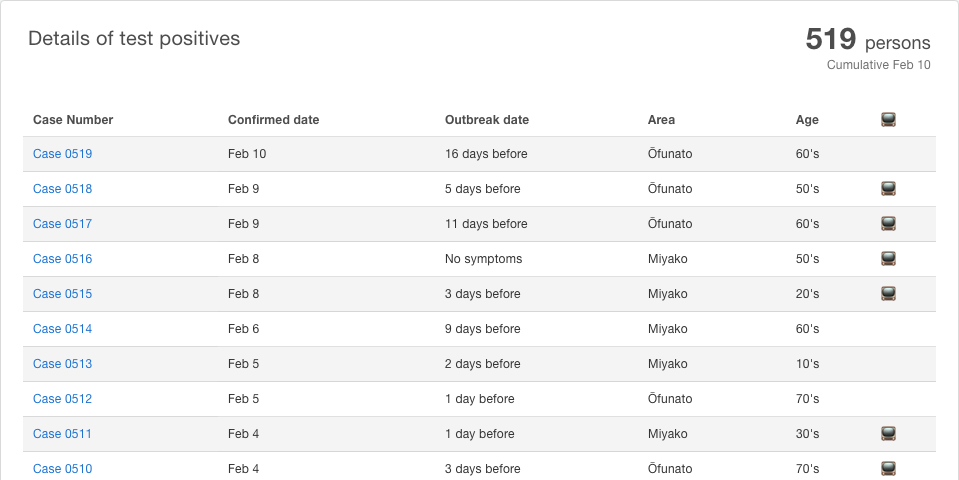 Details of test positives
519 persons
Cumulative Feb 10
Case Number Confirmed date Outbreak date Area Age
Case 0519 Feb 10 16 days before Ōfunato 60's
Case 0518 Feb 9 5 days before Ōfunato 50's
Case 0517 Feb 9 11 days before Ōfunato 60's
Case 0516 Feb 8 No symptoms Miyako 50's
Case 0515 Feb 8 3 days before Miyako 20's
Case 0514 Feb 6 9 days before Miyako 60's
Case 0513 Feb 5 2 days before Miyako 10's
Case 0512 Feb 5 1 day before Ōfunato 70's
Case 0511 Feb 4 1 day before Miyako 30's
Case 0510 Feb 4 3 days before Ōfunato 70's